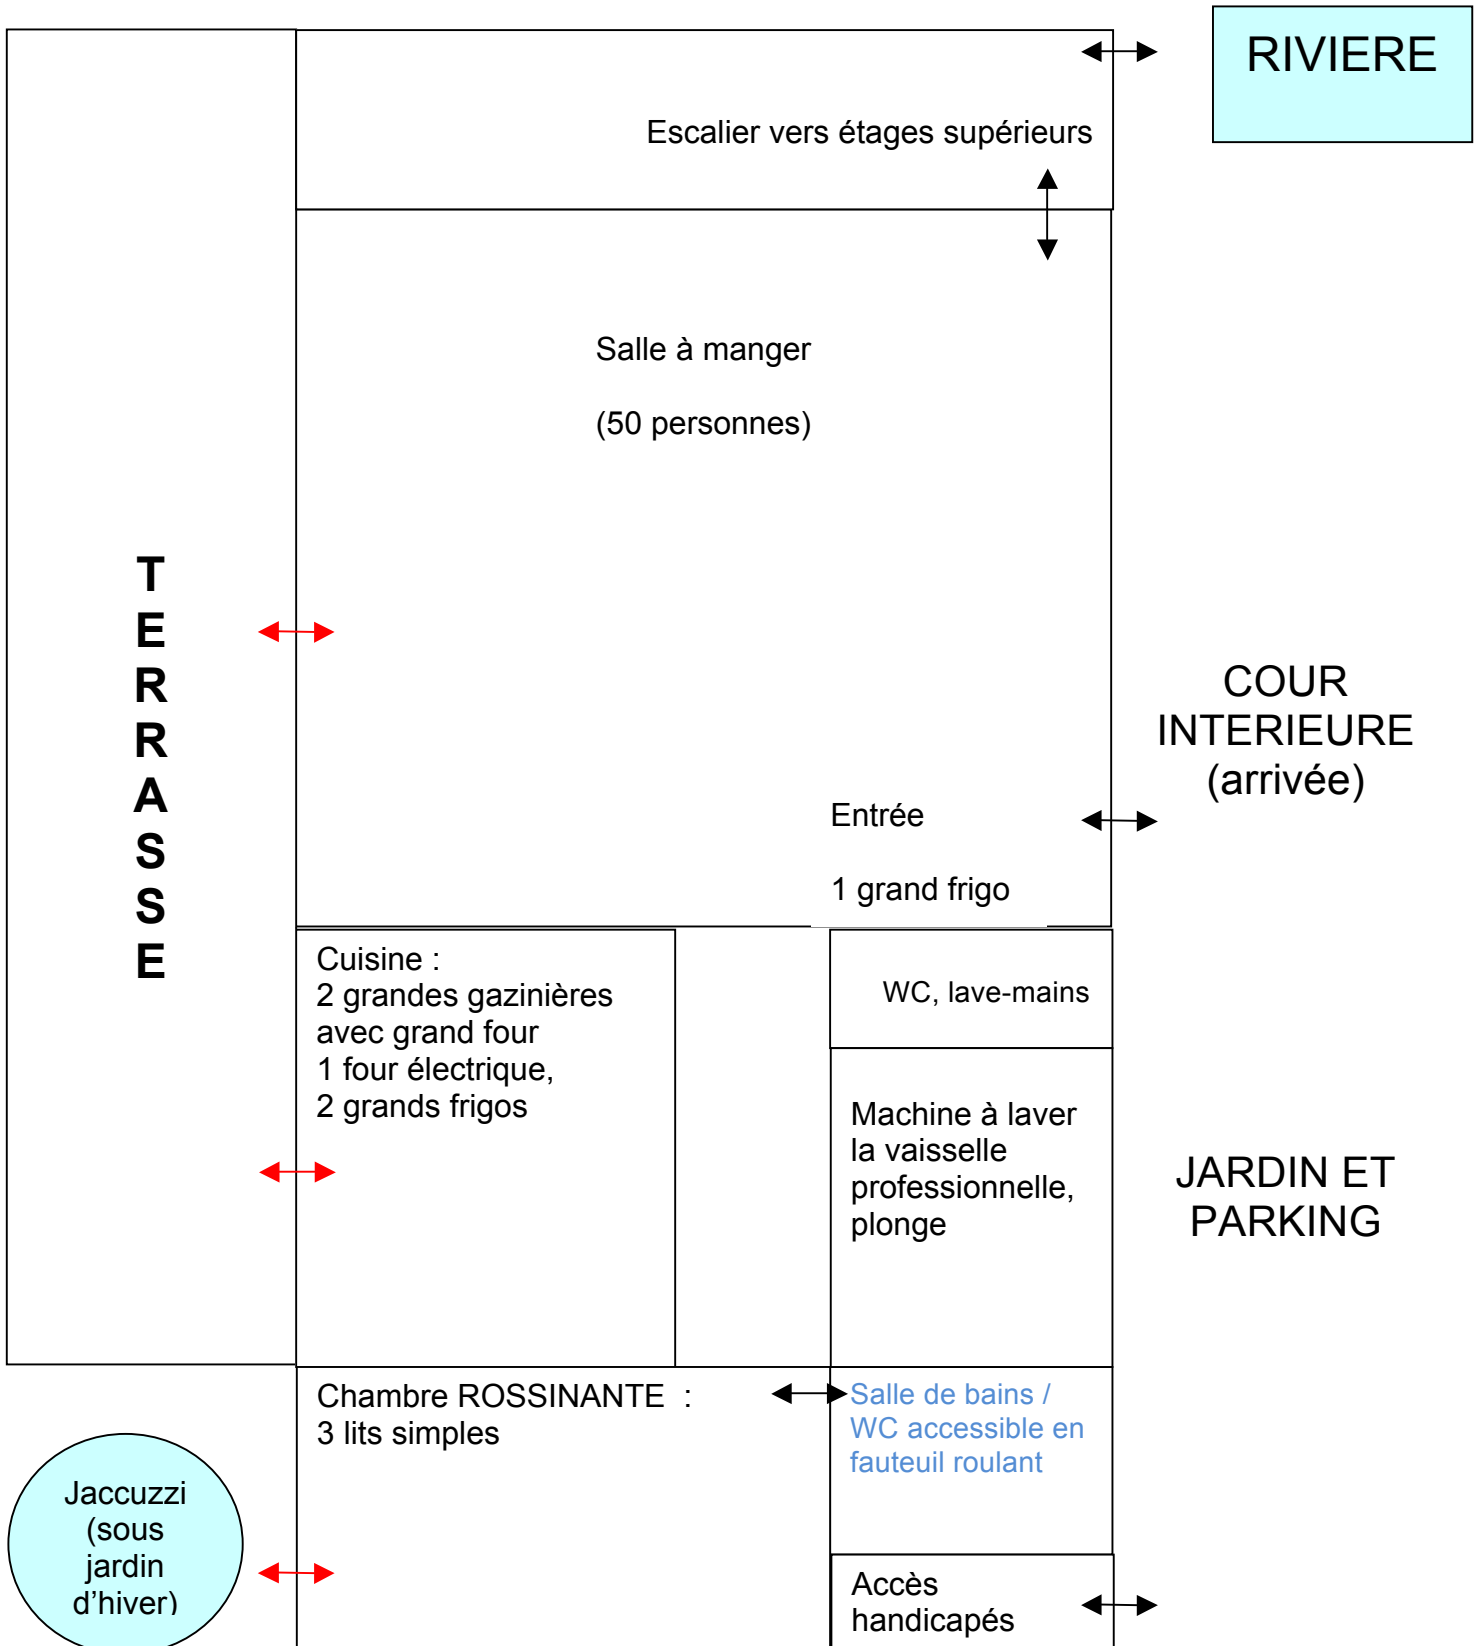 RIVIERE
Escalier vers étages supérieurs
Salle à manger
(50 personnes)
TERRASSE
COUR
INTERIEURE
(arrivée)
Entrée
1 grand frigo
Cuisine :
2 grandes gazinières
avec grand four
1 four électrique,
2 grands frigos
WC, lave-mains
Machine à laver
la vaisselle
professionnelle,
plonge
JARDIN ET
PARKING
Chambre ROSSINANTE :
3 lits simples
Salle de bains /
WC accessible en
fauteuil roulant
Jaccuzzi
(sous
jardin
d'hiver)
Accès
handicapés